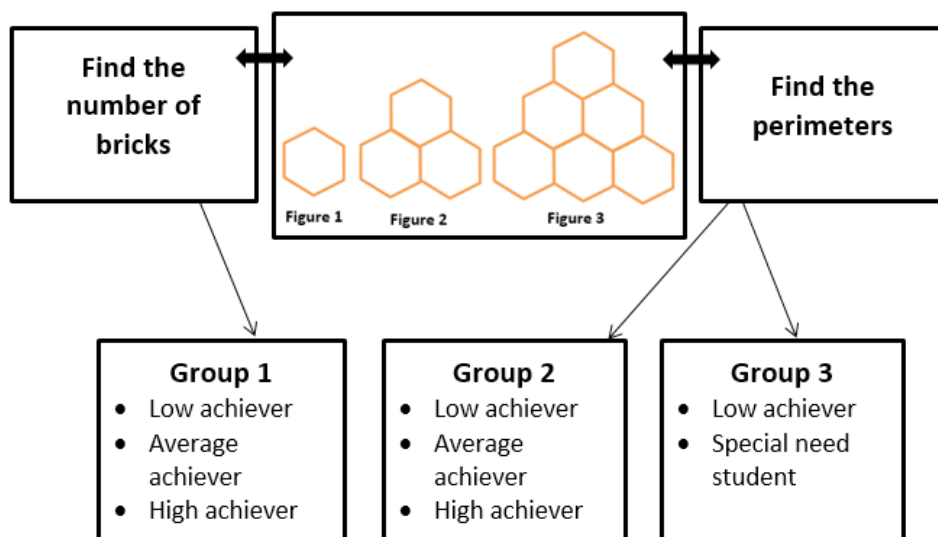 Find the
number of
bricks
Figure 1
Figure 2
Figure 3
Find the
perimeters
Group 1
• Low achiever
• Average
achiever
• High achiever
Group 2
• Low achiever
• Average
achiever
• High achiever
Group 3
• Low achiever
• Special need
student